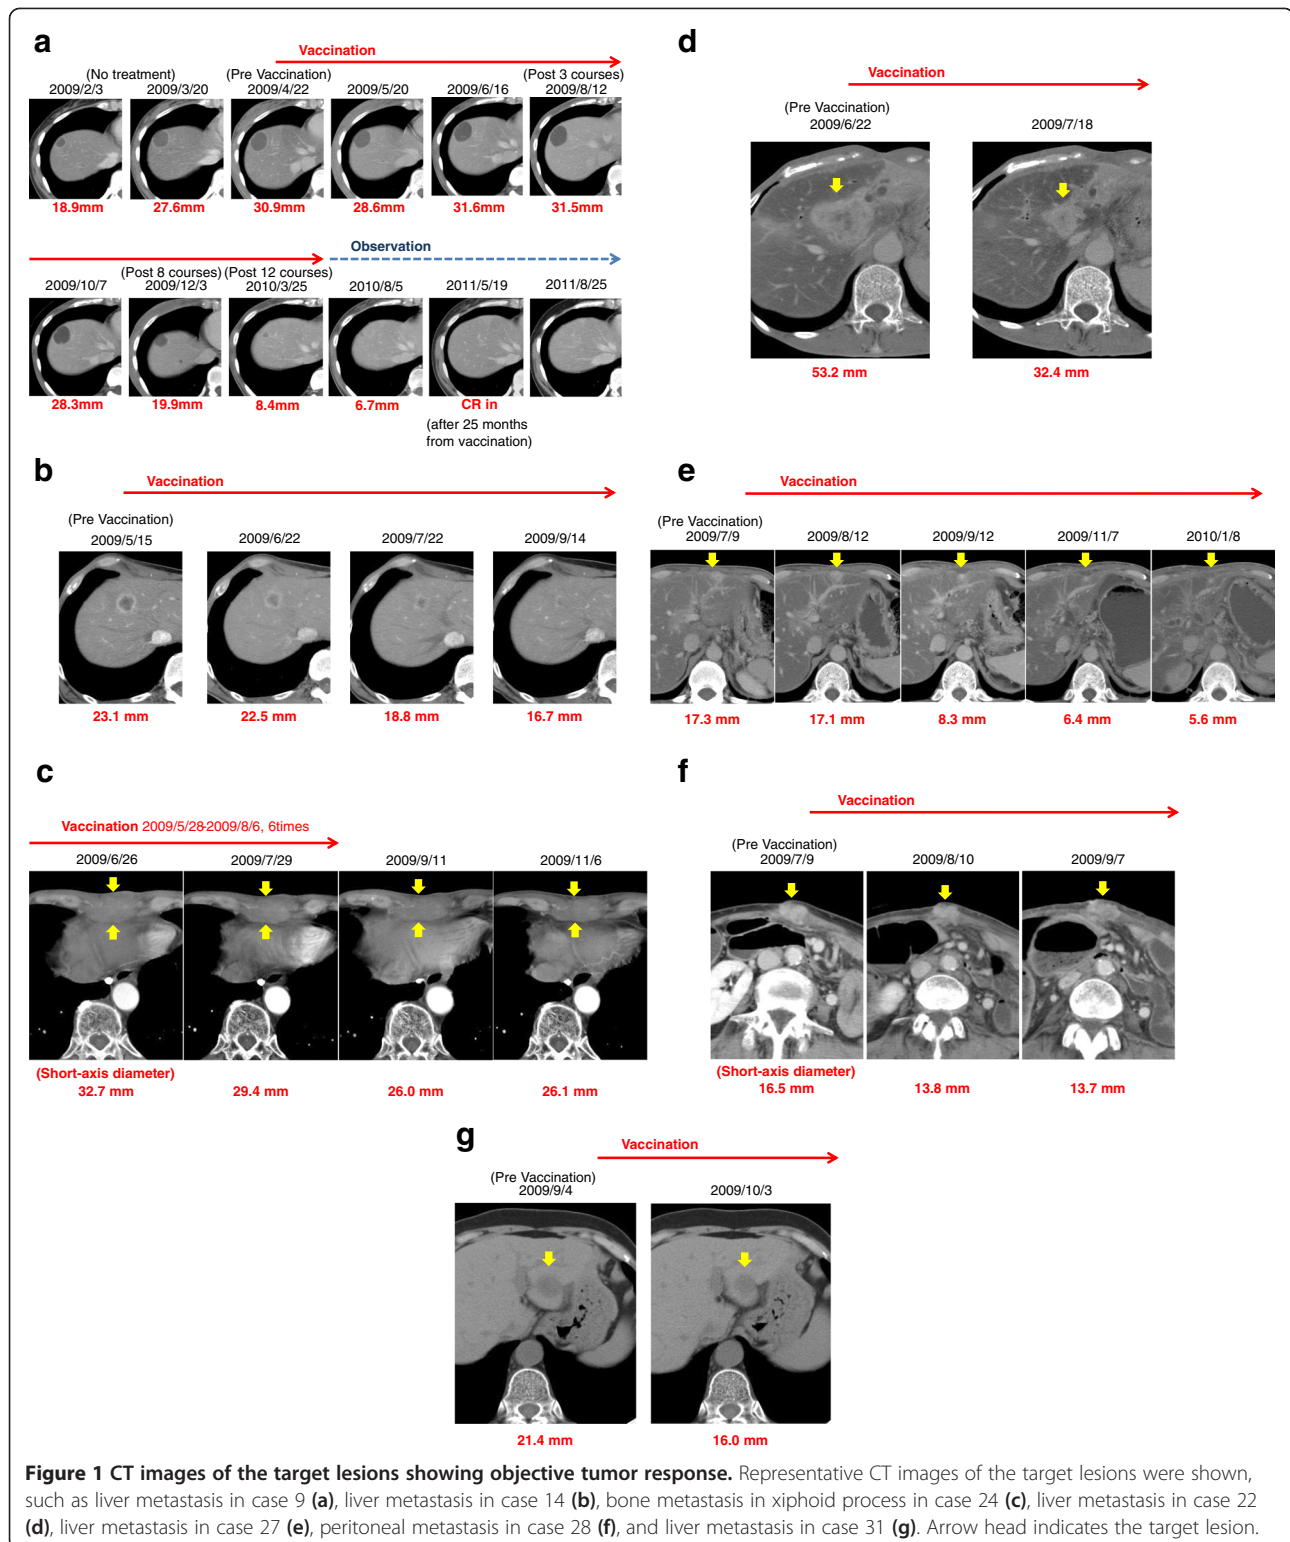 a
Vaccination
(No treatment) (Pre Vaccination) (Post 3 courses)
2009/2/3 2009/3/20 2009/4/22 2009/5/20 2009/6/16 2009/8/12
18.9mm 27.6mm 30.9mm 28.6mm 31.6mm 31.5mm
Observation
(Post 8 courses) (Post 12 courses)
2009/10/7 2009/12/3 2010/3/25 2010/8/5 2011/5/19 2011/8/25
28.3mm 19.9mm 8.4mm 6.7mm CR in
(after 25 months
from vaccination)
b
Vaccination
(Pre Vaccination)
2009/5/15 2009/6/22 2009/7/22 2009/9/14
23.1 mm 22.5 mm 18.8 mm 16.7 mm
c
Vaccination 2009/5/28-2009/8/6, 6times
2009/6/26 2009/7/29 2009/9/11 2009/11/6
(Short-axis diameter)
32.7 mm 29.4 mm 26.0 mm 26.1 mm
d
Vaccination
(Pre Vaccination)
2009/6/22 2009/7/18
53.2 mm 32.4 mm
e
Vaccination
(Pre Vaccination)
2009/7/9 2009/8/12 2009/9/12 2009/11/7 2010/1/8
17.3 mm 17.1 mm 8.3 mm 6.4 mm 5.6 mm
f
Vaccination
(Pre Vaccination)
2009/7/9 2009/8/10 2009/9/7
(Short-axis diameter)
16.5 mm 13.8 mm 13.7 mm
g
Vaccination
(Pre Vaccination)
2009/9/4 2009/10/3
21.4 mm 16.0 mm
Figure 1 CT images of the target lesions showing objective tumor response. Representative CT images of the target lesions were shown,
such as liver metastasis in case 9 (a), liver metastasis in case 14 (b), bone metastasis in xiphoid process in case 24 (c), liver metastasis in case 22
(d), liver metastasis in case 27 (e), peritoneal metastasis in case 28 (f), and liver metastasis in case 31 (g). Arrow head indicates the target lesion.